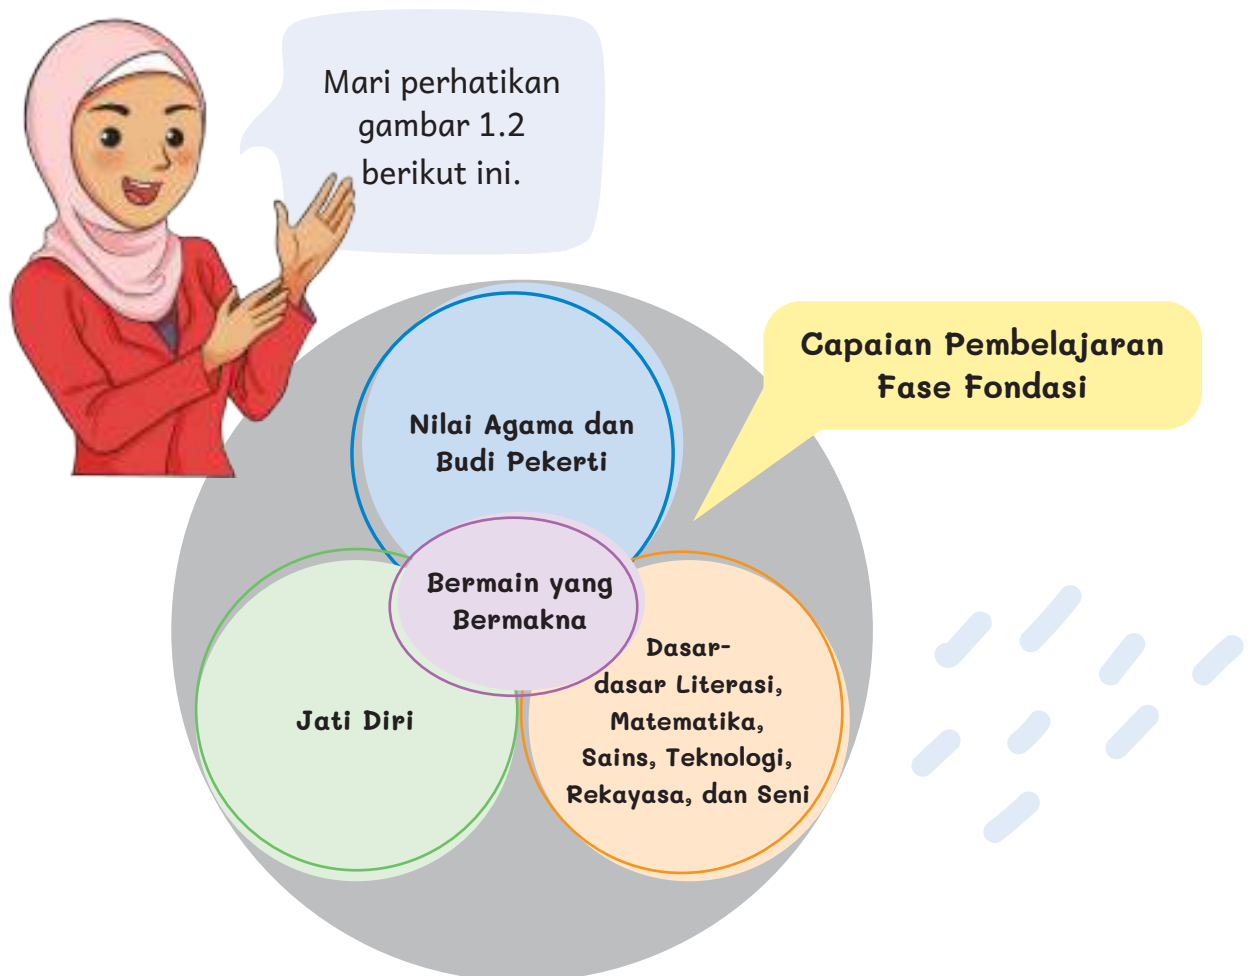 Mari perhatikan
gambar 1.2
berikut ini.
Capaian Pembelajaran
Fase Fondasi
Nilai Agama dan
Budi Pekerti
Bermain yang
Bermakna
Jati Diri
Dasar-
dasar Literasi,
Matematika,
Sains, Teknologi,
Rekayasa, dan Seni